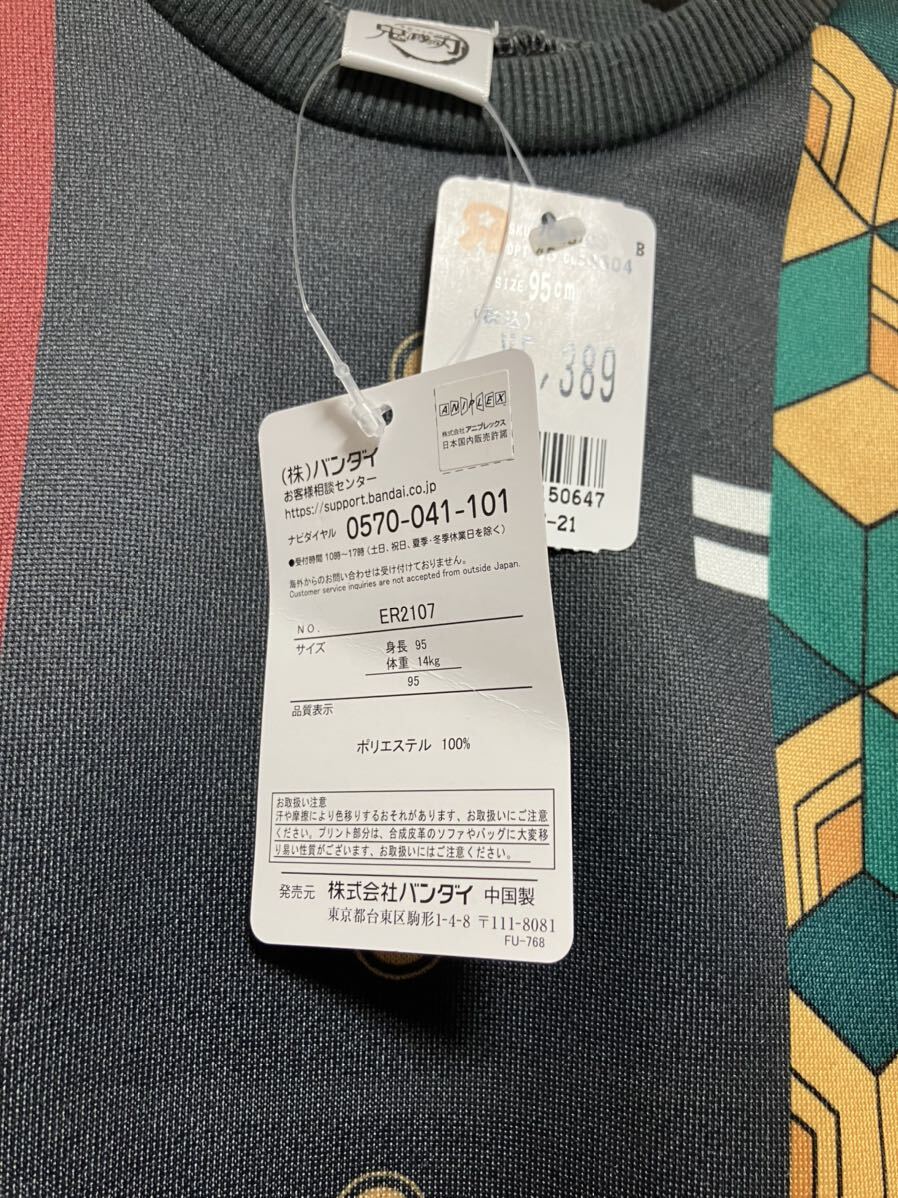 鬼滅の刃
B
SIZE 95cm
(税込)
,389
50647
-21
ANIPLEX
株式会社 アニプレックス
日本国内販売許諾
(株)バンダイ
お客様相談センター
https://support.bandai.co.jp
ナビダイヤル 0570-041-101
●受付時間 10時～17時 (土日、祝日、夏季・冬季休業日を除く)
海外からのお問い合わせは受け付けておりません。
Customer service inquiries are not accepted from outside Japan.
NO. ER2107
サイズ 身長 95
体重 14kg
95
品質表示
ポリエステル 100%
お取扱い注意
汗や摩擦により色移りするおそれがあります、お取扱いにご注意
ください。プリント部分は、合成皮革のソファやバッグに大変移
り易い性質がございます、お取扱いにはご注意ください。
発売元 株式会社バンダイ 中国製
東京都台東区駒形1-4-8 〒111-8081
FU-768